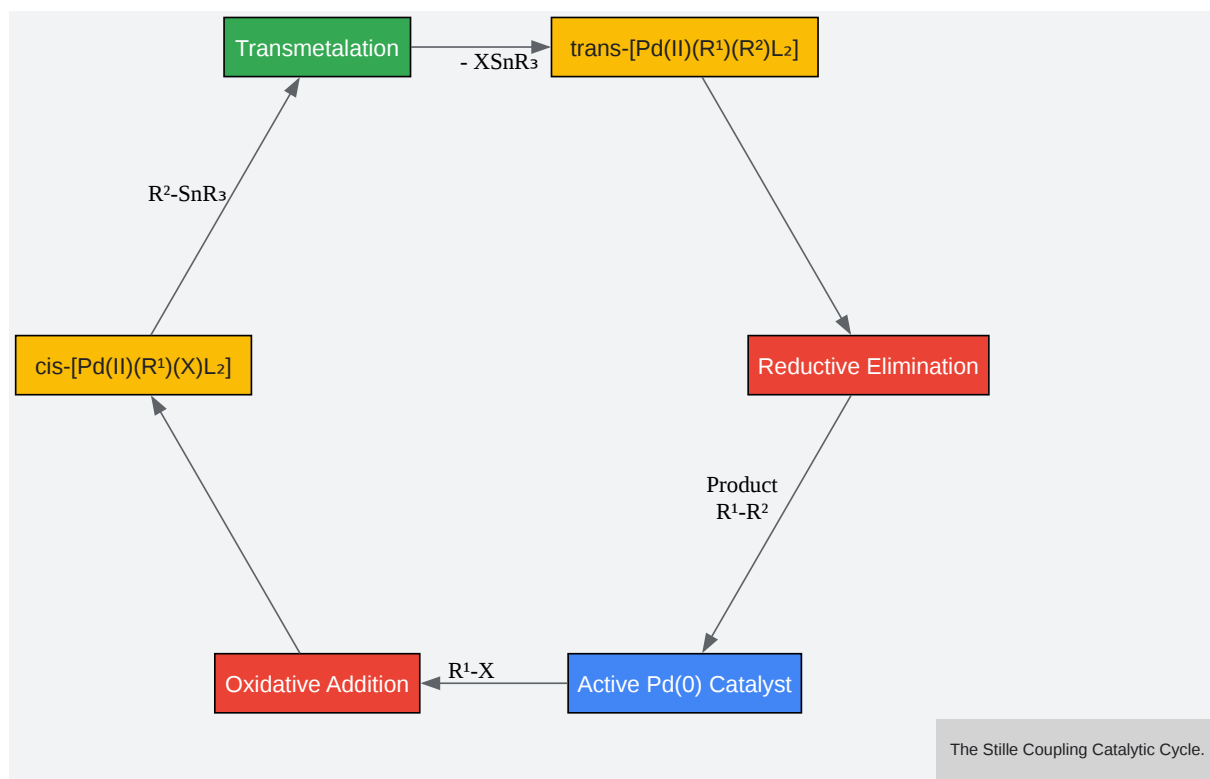 Transmetalation
- XSnR₃
trans-[Pd(II)(R¹)(R²)L₂]
R²-SnR₃
cis-[Pd(II)(R¹)(X)L₂]
Reductive Elimination
Product
R¹-R²
Oxidative Addition
R¹-X
Active Pd(0) Catalyst
The Stille Coupling Catalytic Cycle.